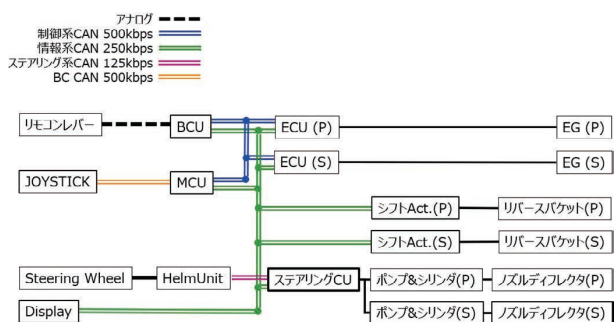 アナログ
制御系CAN 500kbps
情報系CAN 250kbps
ステアリング系CAN 125kbps
BC CAN 500kbps
リモコンレバー BCU ECU (P) EG (P)
ECU (S) EG (S)
JOYSTICK MCU
シフトAct.(P) リバースバケット(P)
シフトAct.(S) リバースバケット(S)
Steering Wheel HelmUnit ステアリングCU ポンプ&シリンダ(P) ノズルディフレクタ(P)
Display ポンプ&シリンダ(S) ノズルディフレクタ(S)